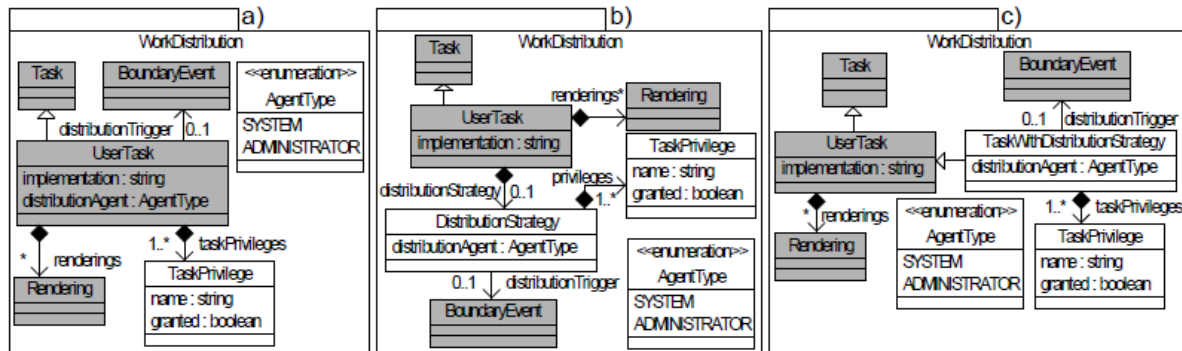 a)
WorkDistribution
Task
BoundaryEvent
<<enumeration>>
AgentType
SYSTEM
ADMINISTRATOR
distributionTrigger
0..1
UserTask
implementation : string
distributionAgent : AgentType
1..*
taskPrivileges
*
renderings
Rendering
TaskPrivilege
name : string
granted : boolean
b)
WorkDistribution
Task
renderings*
Rendering
UserTask
implementation : string
TaskPrivilege
name : string
granted : boolean
privileges
1..*
distributionStrategy
0..1
DistributionStrategy
distributionAgent : AgentType
<<enumeration>>
AgentType
SYSTEM
ADMINISTRATOR
0..1
distributionTrigger
BoundaryEvent
c)
WorkDistribution
Task
BoundaryEvent
0..1
distributionTrigger
UserTask
implementation : string
TaskWithDistributionStrategy
distributionAgent : AgentType
*
renderings
Rendering
<<enumeration>>
AgentType
SYSTEM
ADMINISTRATOR
1..*
taskPrivileges
TaskPrivilege
name : string
granted : boolean